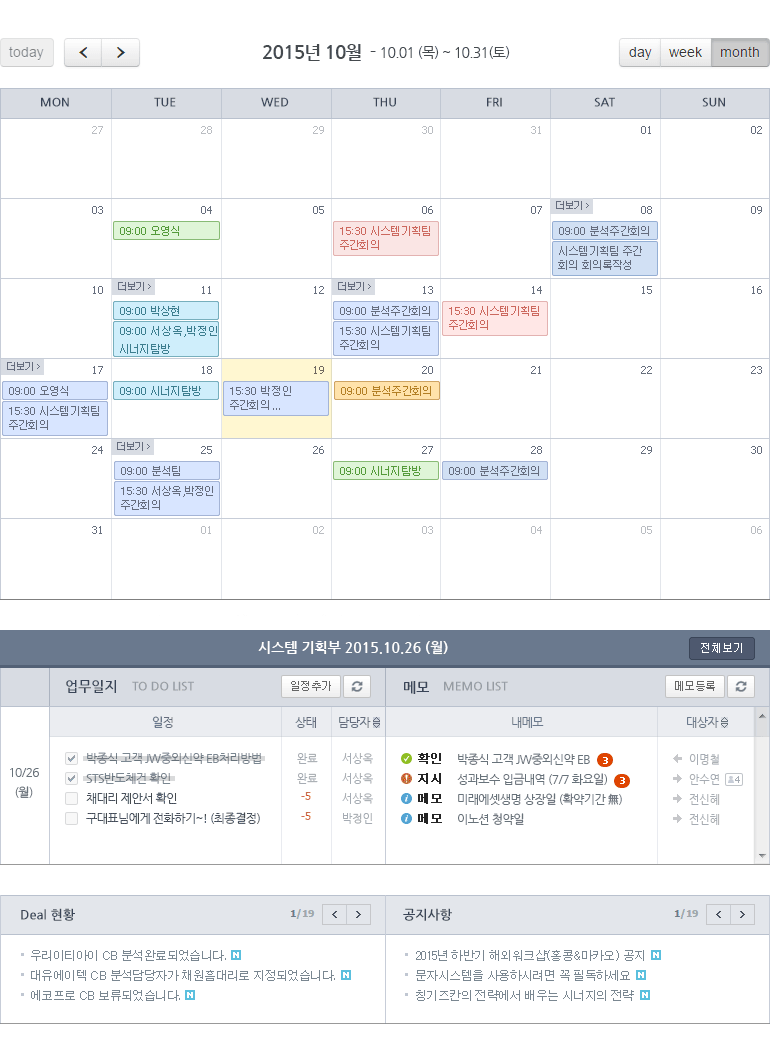 today 2015년 10월 - 10.01 (목) ~ 10.31(토) day week month
MON TUE WED THU FRI SAT SUN
27 28 29 30 31 01 02
03 04 05 06 07 더보기 08 09
09:00 오영식
15:30 시스템기획팀
주간회의
09:00 분석주간회의
시스템기획팀 주간
회의 회의록작성
10 더보기 11 12 더보기 13 14 15 16
09:00 박상현
09:00 서상옥,박정인
시너지탐방
09:00 분석주간회의
15:30 시스템기획팀
주간회의
15:30 시스템기획팀
주간회의
더보기 17 18 19 20 21 22 23
09:00 오영식
15:30 시스템기획팀
주간회의
09:00 시너지탐방
15:30 박정인
주간회의 ...
09:00 분석주간회의
24 더보기 25 26 27 28 29 30
09:00 분석팀
15:30 서상옥,박정인
주간회의
09:00 시너지탐방
09:00 분석주간회의
31 01 02 03 04 05 06
시스템 기획부 2015.10.26 (월) 전체보기
업무일지 TO DO LIST 일정추가
일정 상태 담당자
10/26
(월)
박종식 고객 JW중외신약 EB처리방법 완료 서상옥
STS반도체건 확인 완료 서상옥
채대리 제안서 확인 -5 서상옥
구대표님에게 전화하기~! (최종결정) -5 박정인
메모 MEMO LIST 메모등록
내메모 대상자
확인 박종식 고객 JW중외신약 EB 3 이명철
지시 성과보수 입금내역 (7/7 화요일) 3 안수연 4
메모 미래에셋생명 상장일 (확약기간 無) 전신혜
메모 이노션 청약일 전신혜
Deal 현황 1/19
우리이티아이 CB 분석완료되었습니다. N
대유에이텍 CB 분석담당자가 채원홈대리로 지정되었습니다. N
에코프로 CB 보류되었습니다. N
공지사항 1/19
2015년 하반기 해외워크샵(홍콩&마카오) 공지 N
문자시스템을 사용하시려면 꼭 필독하세요 N
칭기즈칸의 전략에서 배우는 시너지의 전략 N